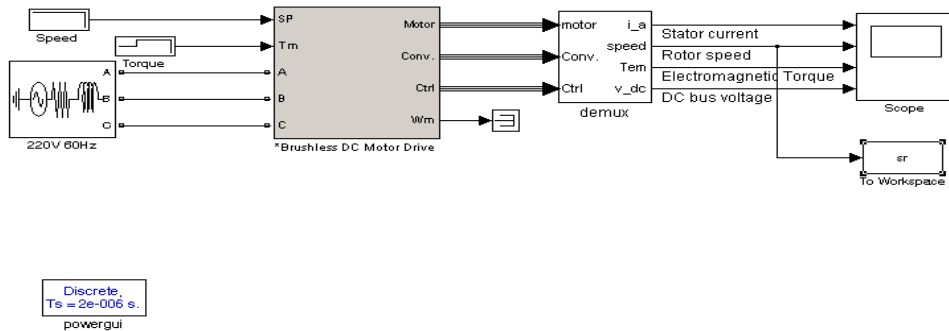 Speed
Torque
A
B
C
220V 60Hz
SP
Tm
A
B
C
Motor
Conv.
Ctrl
Wm
*Brushless DC Motor Drive
motor
Conv.
Ctrl
i_a
speed
Tem
v_dc
demux
Stator current
Rotor speed
Electromagnetic Torque
DC bus voltage
Scope
sr
To Workspace
Discrete,
Ts = 2e-006 s.
powergui